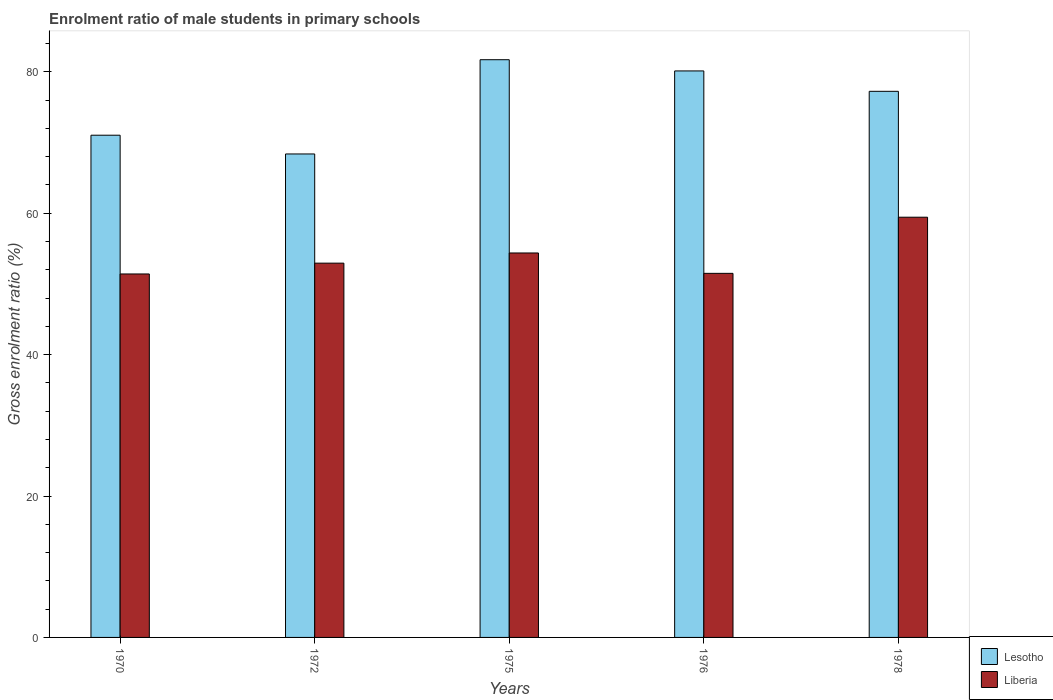 Enrolment ratio of male students in primary schools
Gross enrolment ratio (%)
80
60
40
20
0
1970
1972
1975
1976
1978
Years
Lesotho
Liberia